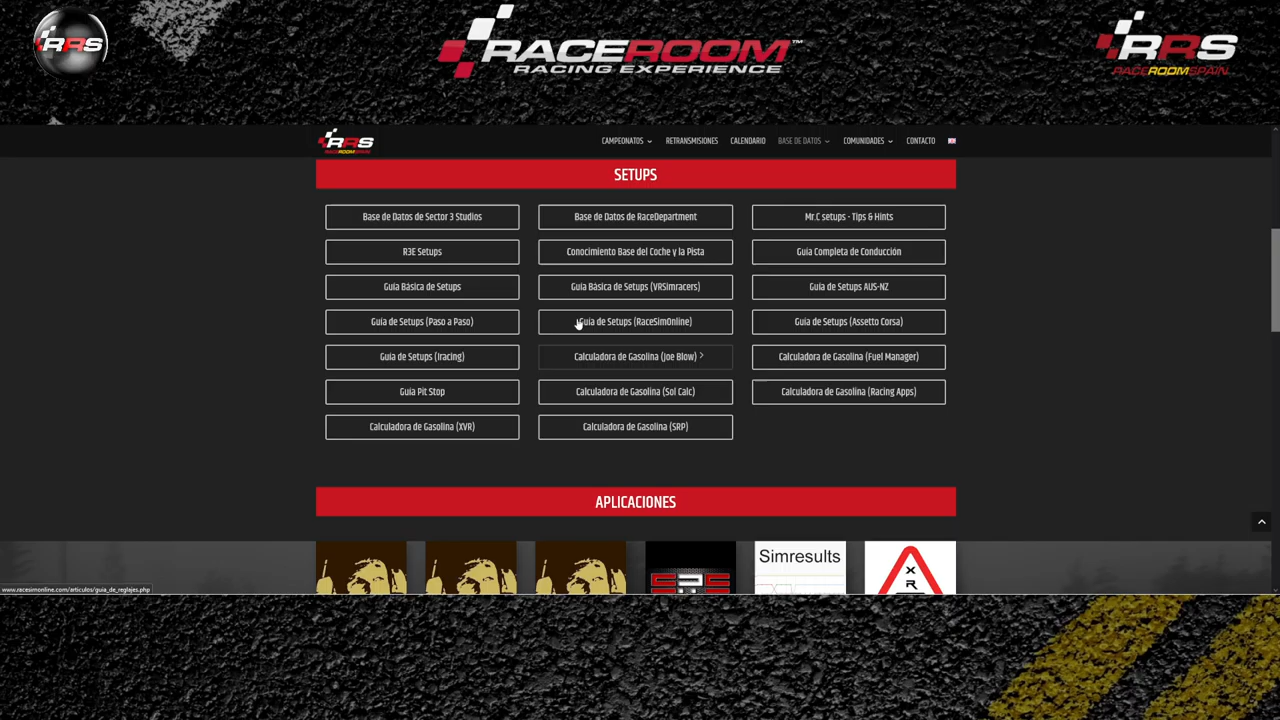 RRS
RACEROOM™
RACING EXPERIENCE
RRS
RACEROOMSPAIN
RRS
RACEROOMSPAIN
CAMPEONATOS
RETRANSMISIONES
CALENDARIO
BASE DE DATOS
COMUNIDADES
CONTACTO
SETUPS
Base de Datos de Sector 3 Studios
Base de Datos de RaceDepartment
Mr.C setups - Tips & Hints
R3E Setups
Conocimiento Base del Coche y la Pista
Guía Completa de Conducción
Guía Básica de Setups
Guía Básica de Setups (VRSimracers)
Guía de Setups AUS-NZ
Guía de Setups (Paso a Paso)
Guía de Setups (RaceSimOnline)
Guía de Setups (Assetto Corsa)
Guía de Setups (Iracing)
Calculadora de Gasolina (Joe Blow)
Calculadora de Gasolina (Fuel Manager)
Guía Pit Stop
Calculadora de Gasolina (Sol Calc)
Calculadora de Gasolina (Racing Apps)
Calculadora de Gasolina (XVR)
Calculadora de Gasolina (SRP)
APLICACIONES
Simresults
X
R
www.racesimonline.com/articulos/guia_de_reglajes.php